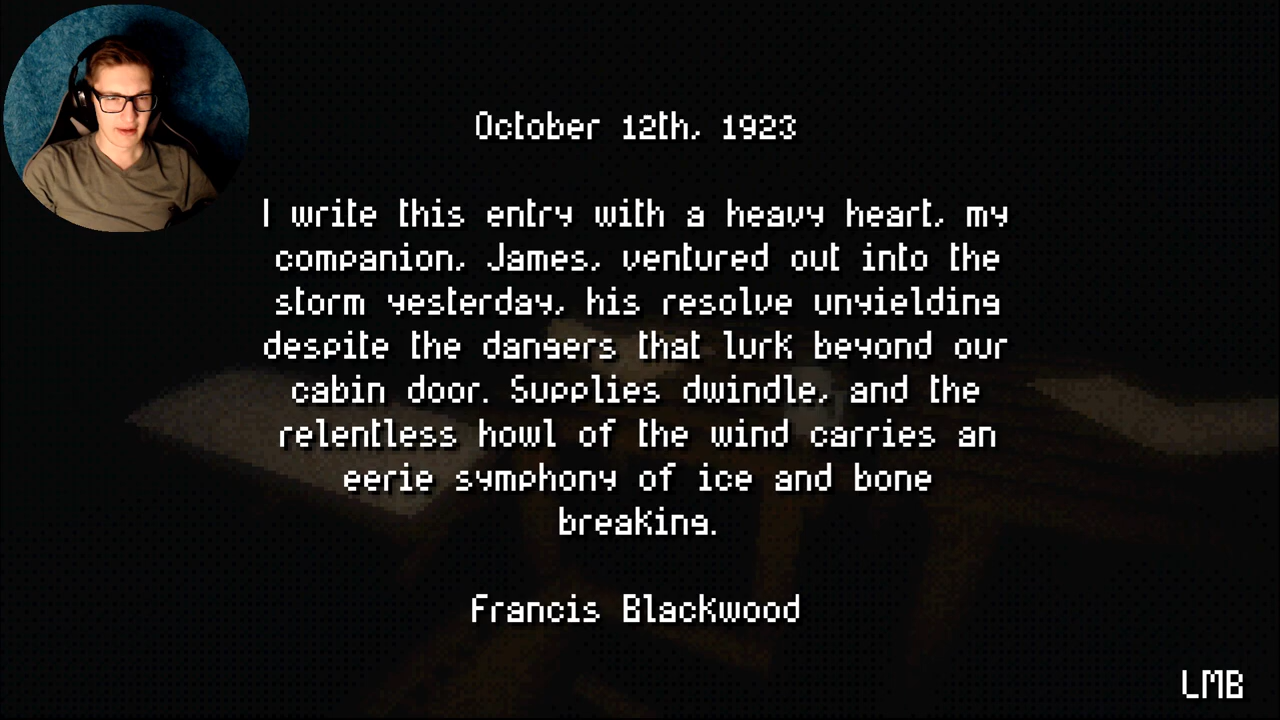 October 12th, 1923
I write this entry with a heavy heart, my
companion, James, ventured out into the
storm yesterday, his resolve unyielding
despite the dangers that lurk beyond our
cabin door. Supplies dwindle, and the
relentless howl of the wind carries an
eerie symphony of ice and bone
breaking.
Francis Blackwood
LMB